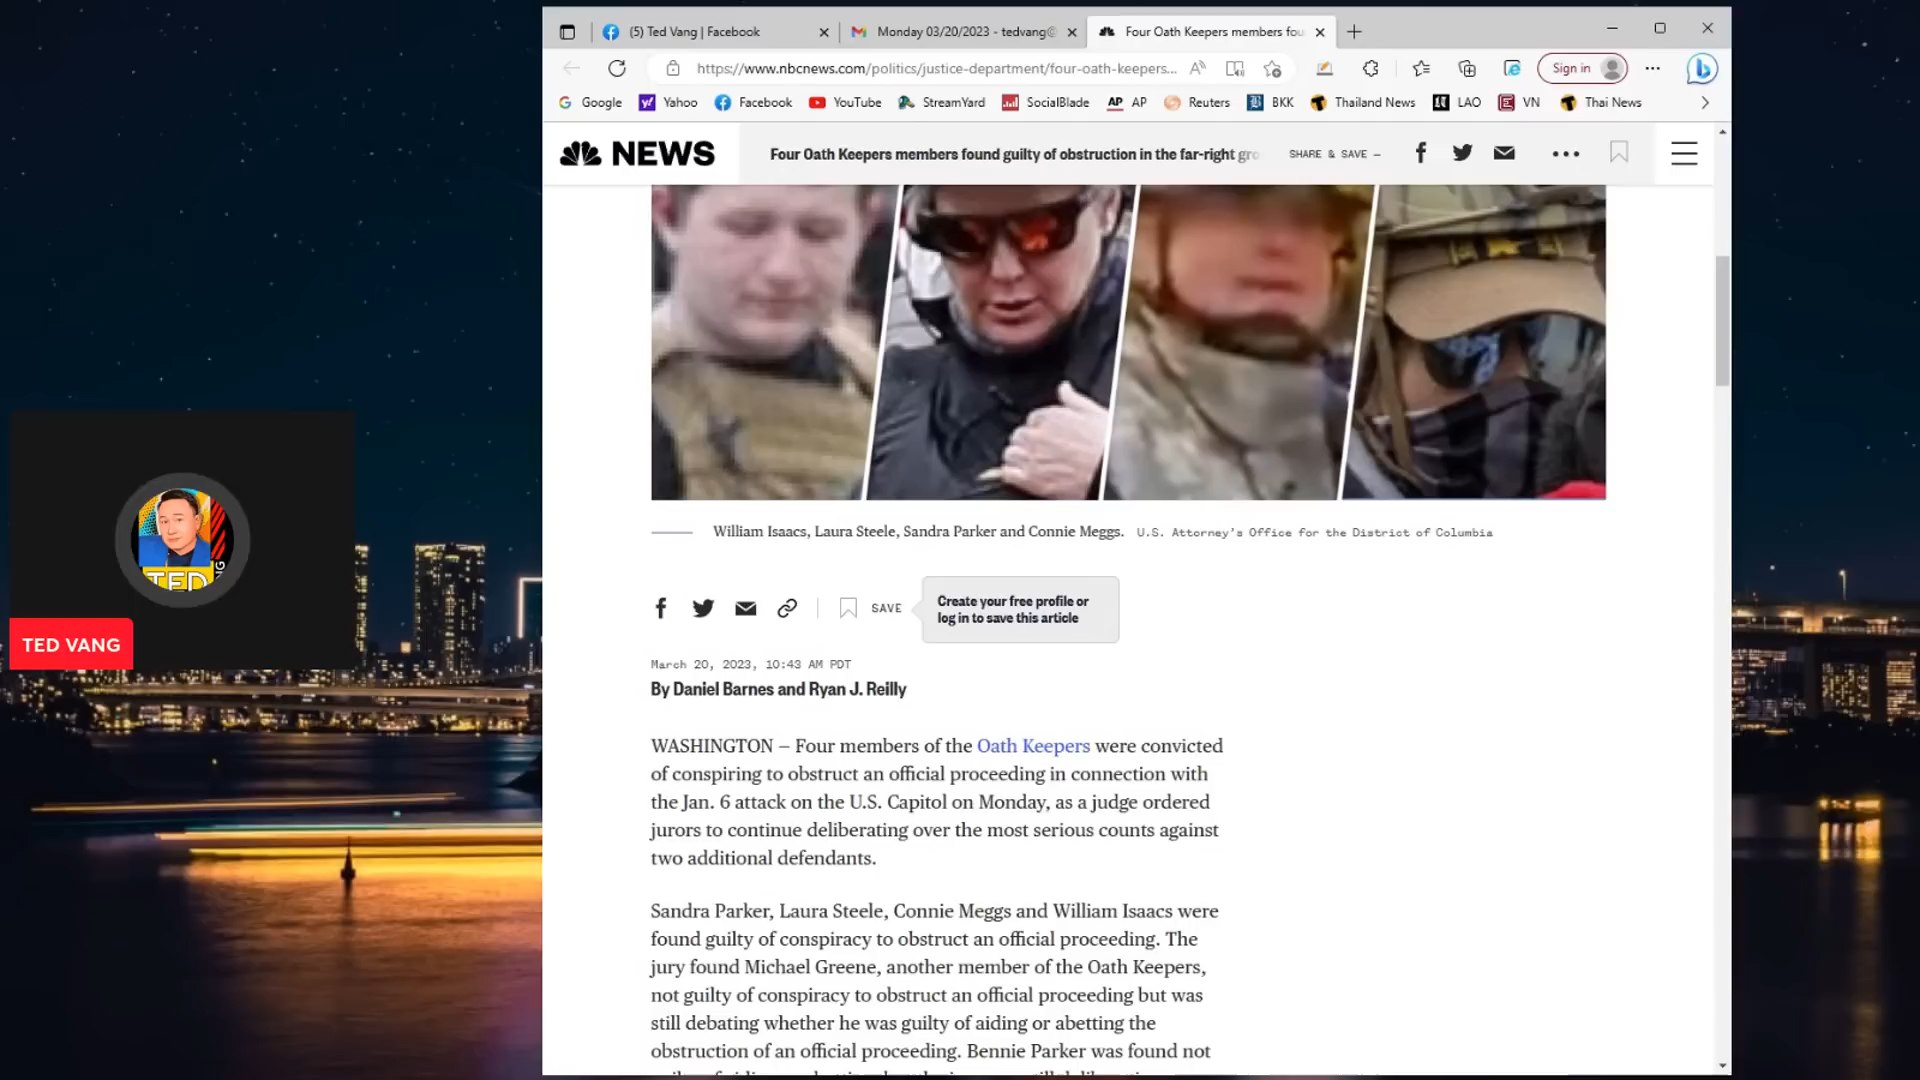 (5) Ted Vang | Facebook
Monday 03/20/2023 - tedvang@
Four Oath Keepers members fou
https://www.nbcnews.com/politics/justice-department/four-oath-keepers...
Sign in
Google Yahoo Facebook YouTube StreamYard SocialBlade AP AP Reuters B BKK Thailand News LAO VN Thai News
NEWS
Four Oath Keepers members found guilty of obstruction in the far-right gro
SHARE & SAVE —
William Isaacs, Laura Steele, Sandra Parker and Connie Meggs. U.S. Attorney's Office for the District of Columbia
SAVE
Create your free profile or
log in to save this article
TED
TED VANG
March 20, 2023, 10:43 AM PDT
By Daniel Barnes and Ryan J. Reilly
WASHINGTON — Four members of the Oath Keepers were convicted
of conspiring to obstruct an official proceeding in connection with
the Jan. 6 attack on the U.S. Capitol on Monday, as a judge ordered
jurors to continue deliberating over the most serious counts against
two additional defendants.
Sandra Parker, Laura Steele, Connie Meggs and William Isaacs were
found guilty of conspiracy to obstruct an official proceeding. The
jury found Michael Greene, another member of the Oath Keepers,
not guilty of conspiracy to obstruct an official proceeding but was
still debating whether he was guilty of aiding or abetting the
obstruction of an official proceeding. Bennie Parker was found not